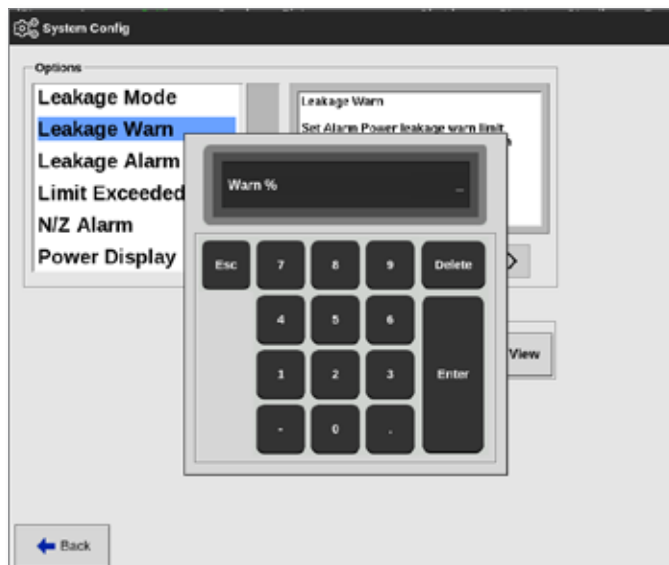 System Config
Options
Leakage Mode
Leakage Warn
Leakage Alarm
Limit Exceeded
N/Z Alarm
Power Display
Leakage Warn
Set Alarm Power leakage warn limit
Warn % _
Esc 7 8 9 Delete
4 5 6
1 2 3 Enter
- 0 .
View
Back